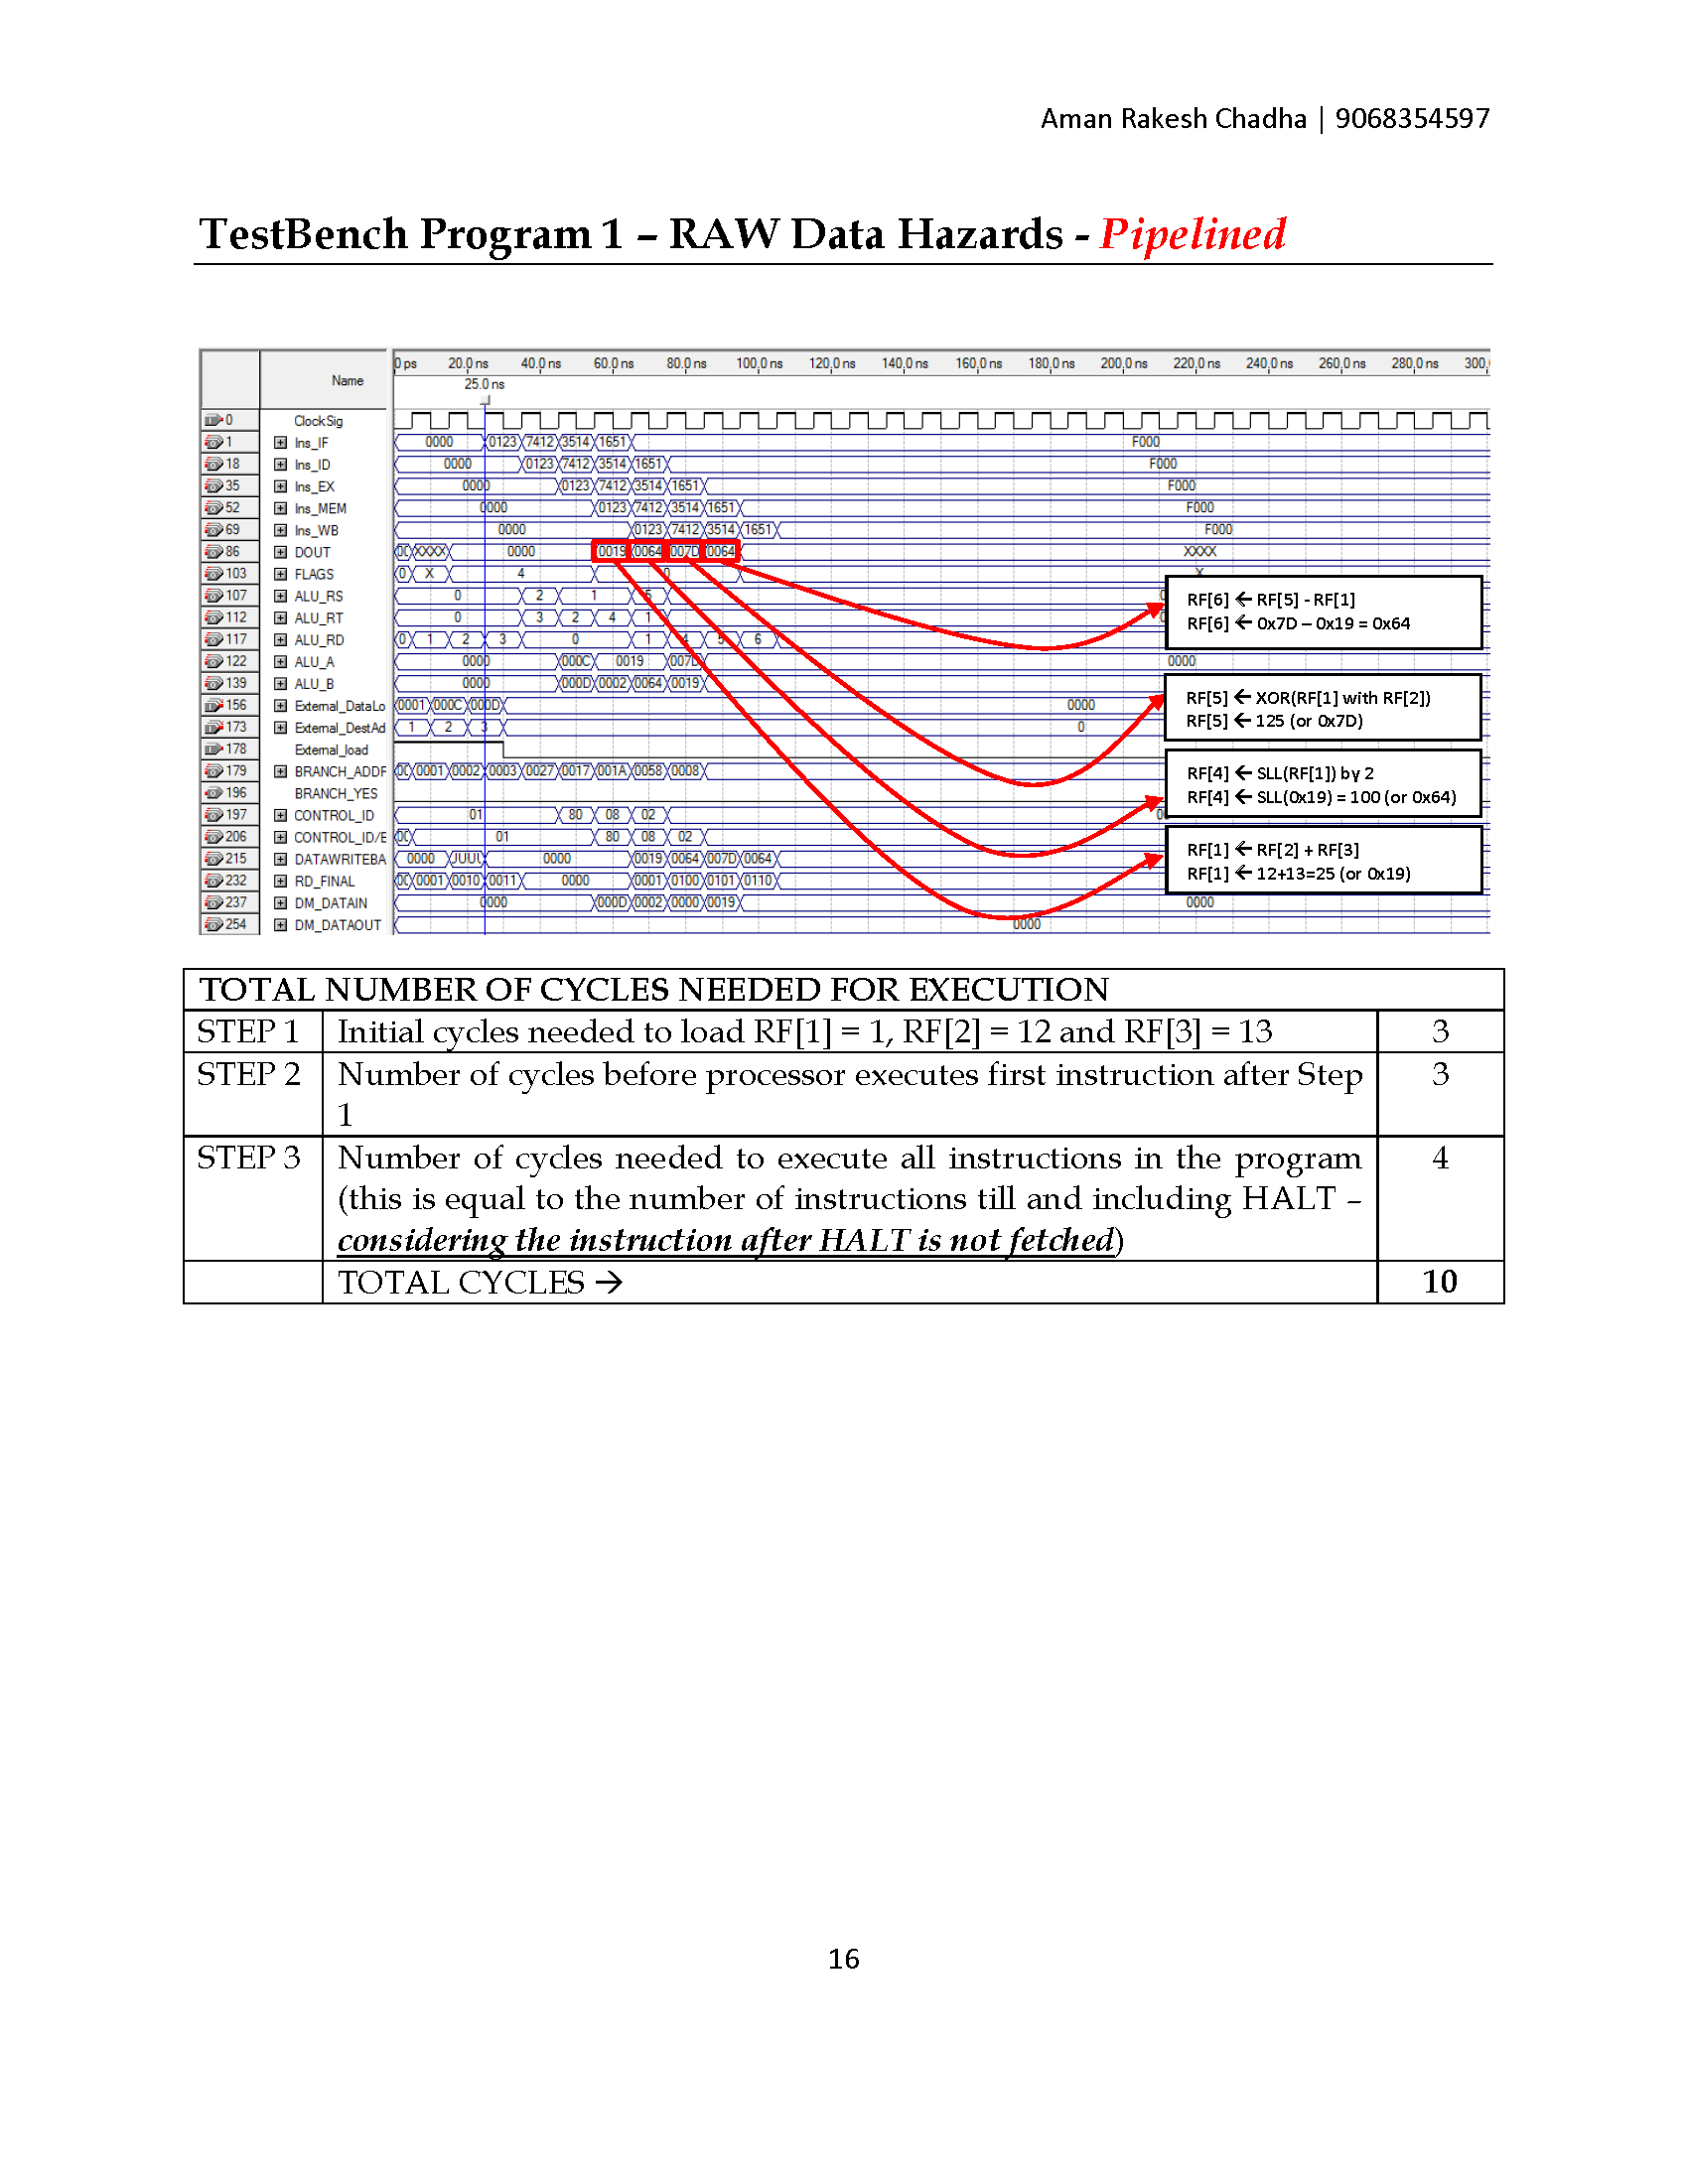 Aman Rakesh Chadha | 9068354597
TestBench Program 1 – RAW Data Hazards - Pipelined
Name
0 ps 20.0 ns 40.0 ns 60.0 ns 80.0 ns 100.0 ns 120.0 ns 140.0 ns 160.0 ns 180.0 ns 200.0 ns 220.0 ns 240.0 ns 260.0 ns 280.0 ns 300.
25.0 ns
0 ClockSig
1 Ins_IF 0000 0123 7412 3514 1651 F000
18 Ins_ID 0000 0123 7412 3514 1651 F000
35 Ins_EX 0000 0123 7412 3514 1651 F000
52 Ins_MEM 0000 0123 7412 3514 1651 F000
69 Ins_WB 0000 0123 7412 3514 1651 F000
86 DOUT XXXX 0000 0019 0064 007D 0064 XXXX
103 FLAGS 0 X 4 0 X
107 ALU_RS 0 2 1 5
112 ALU_RT 0 3 2 4 1
117 ALU_RD 0 1 2 3 0 1 4 5 6
122 ALU_A 0000 000C 0019 007D 0000
139 ALU_B 0000 000D 0002 0064 0019
156 External_DataLo 0001 000C 000D 0000
173 External_DestAd 1 2 3 0
178 External_load
179 BRANCH_ADDF 0001 0002 0003 0027 0017 001A 0058 0008
196 BRANCH_YES
197 CONTROL_ID 01 80 08 02
206 CONTROL_ID/E 01 80 08 02
215 DATAWRITEBA 0000 0000 0019 0064 007D 0064
232 RD_FINAL 0001 0010 0011 0000 0001 0100 0101 0110
237 DM_DATAIN 0000 000D 0002 0000 0019 0000
254 DM_DATAOUT 0000
RF[6] ← RF[5] - RF[1]
RF[6] ← 0x7D – 0x19 = 0x64
RF[5] ← XOR(RF[1] with RF[2])
RF[5] ← 125 (or 0x7D)
RF[4] ← SLL(RF[1]) by 2
RF[4] ← SLL(0x19) = 100 (or 0x64)
RF[1] ← RF[2] + RF[3]
RF[1] ← 12+13=25 (or 0x19)
TOTAL NUMBER OF CYCLES NEEDED FOR EXECUTION
STEP 1 Initial cycles needed to load RF[1] = 1, RF[2] = 12 and RF[3] = 13 3
STEP 2 Number of cycles before processor executes first instruction after Step 3
1
STEP 3 Number of cycles needed to execute all instructions in the program 4
(this is equal to the number of instructions till and including HALT –
considering the instruction after HALT is not fetched)
TOTAL CYCLES → 10
16